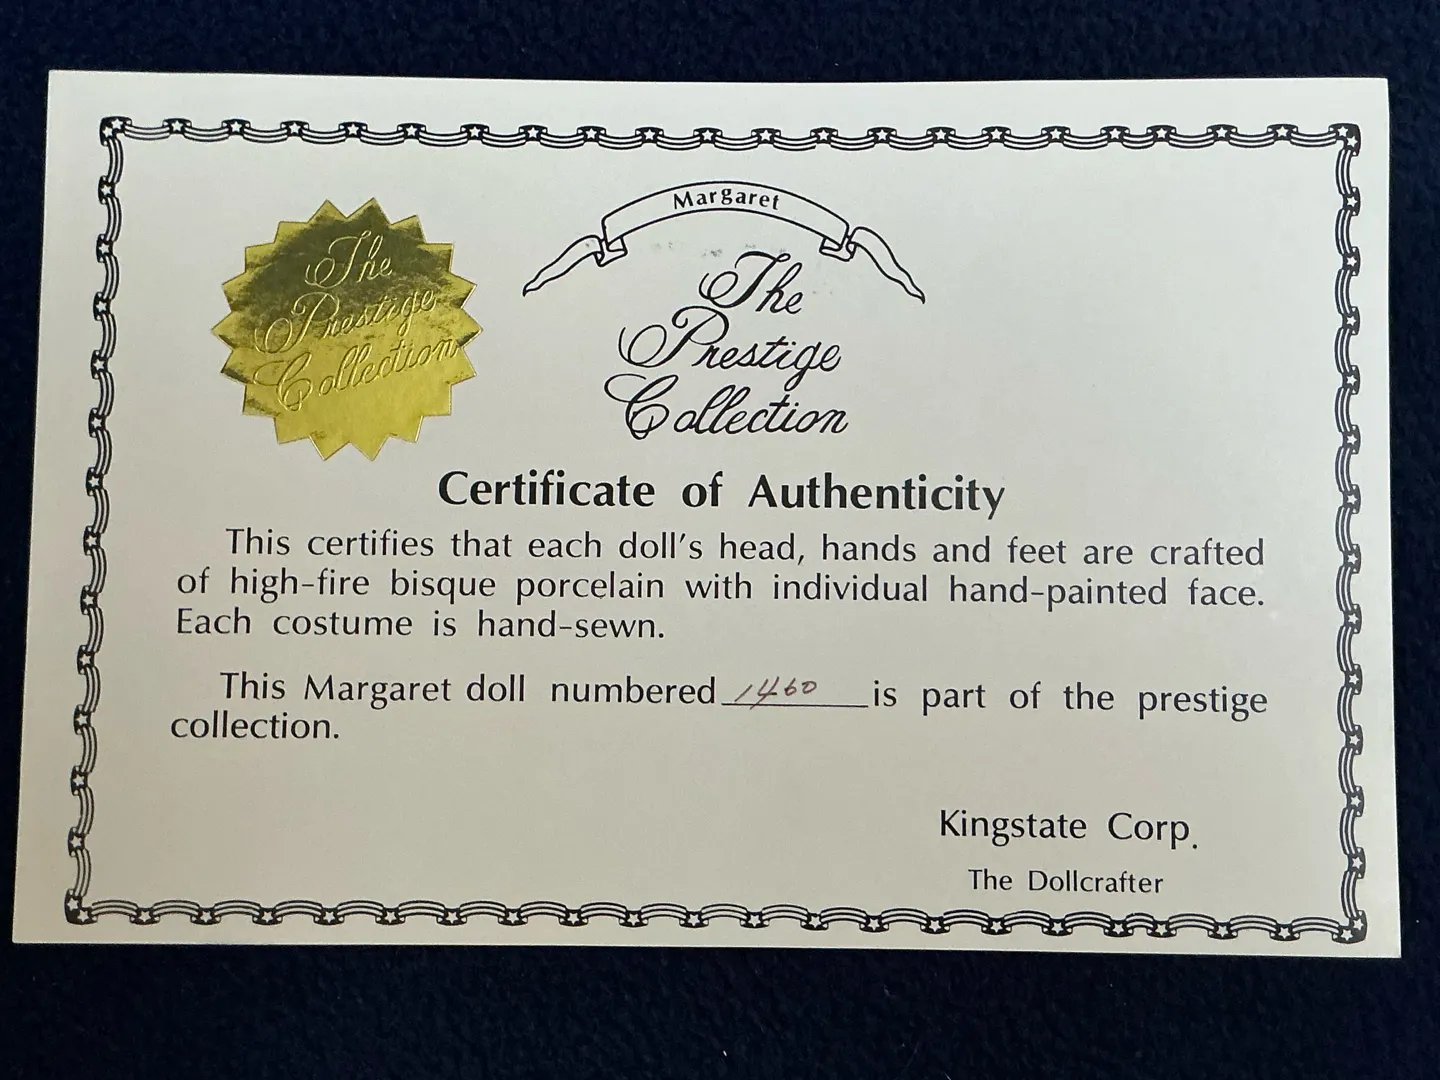 Margaret
The
Prestige
Collection
The
Prestige
Collection
Certificate of Authenticity
This certifies that each doll's head, hands and feet are crafted
of high-fire bisque porcelain with individual hand-painted face.
Each costume is hand-sewn.
This Margaret doll numbered 1460 is part of the prestige
collection.
Kingstate Corp.
The Dollcrafter